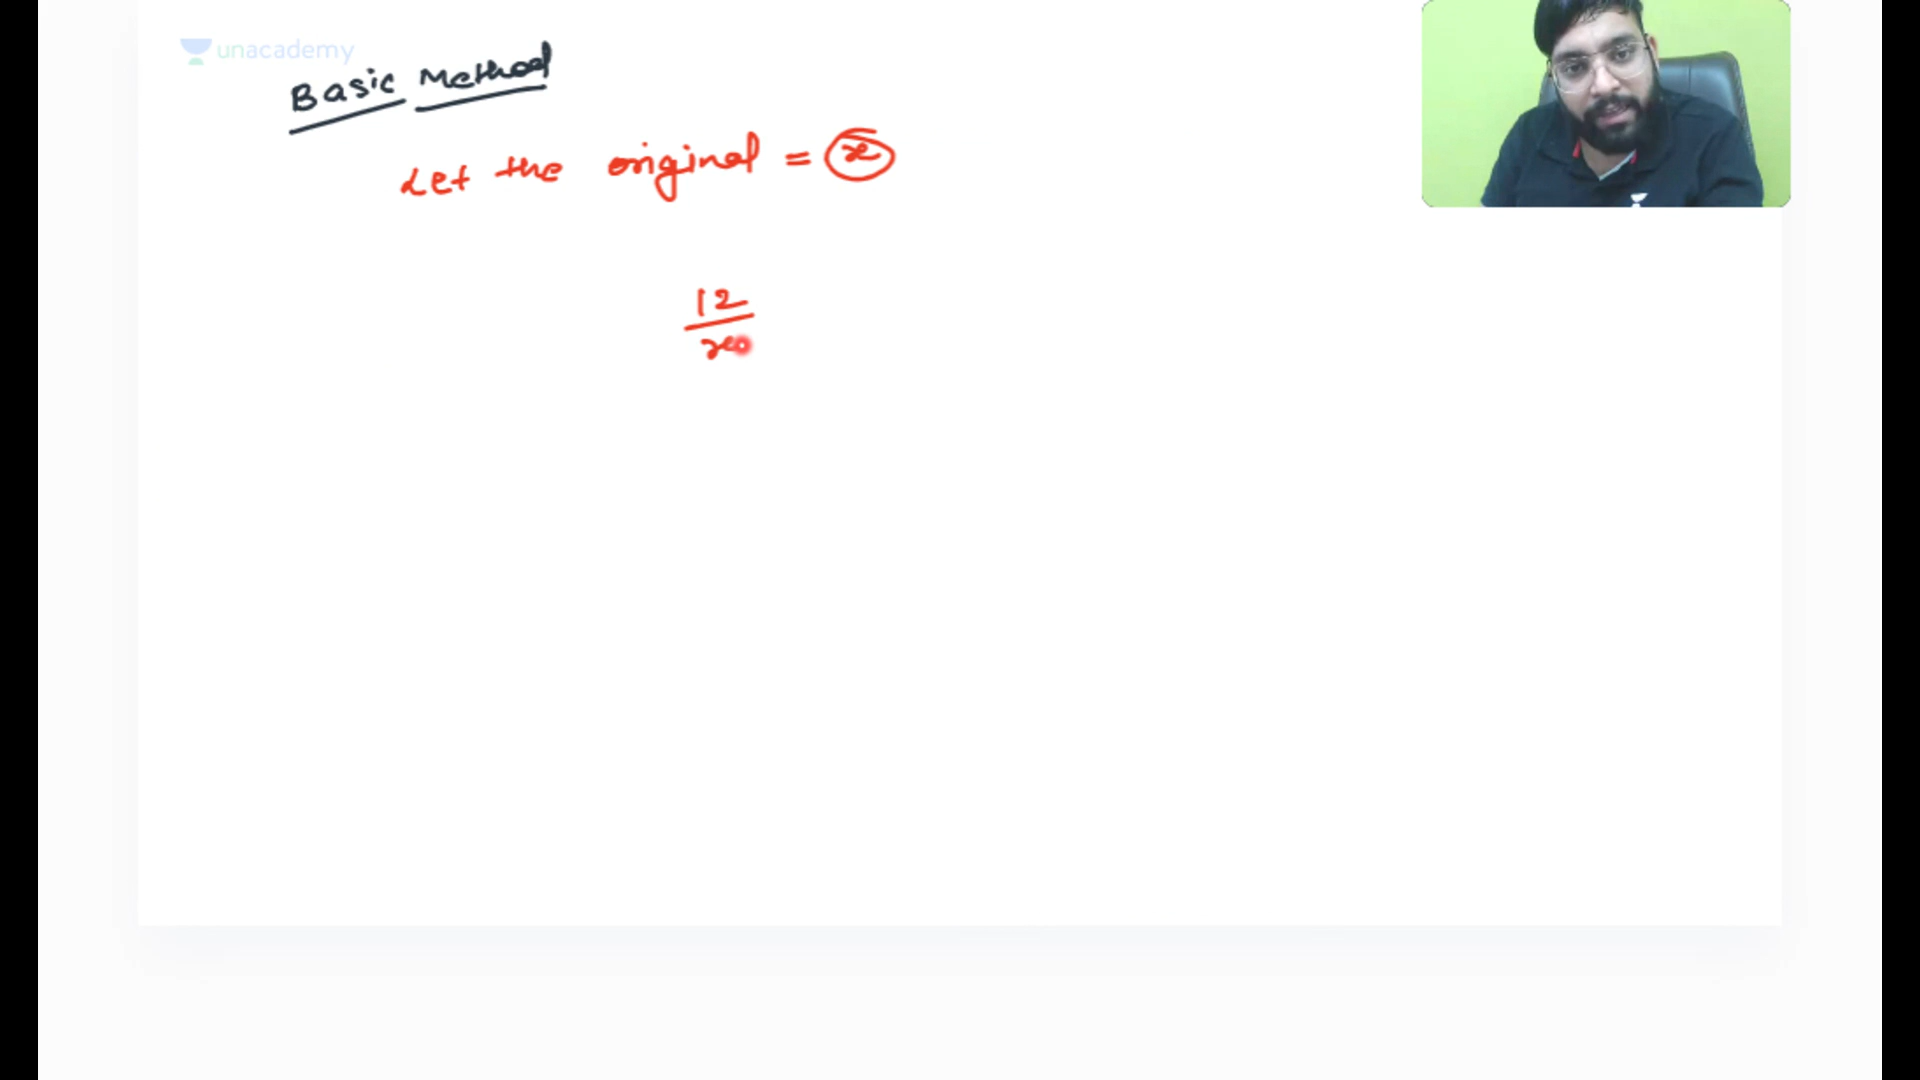 unacademy
Basic Method
Let the original = x
12